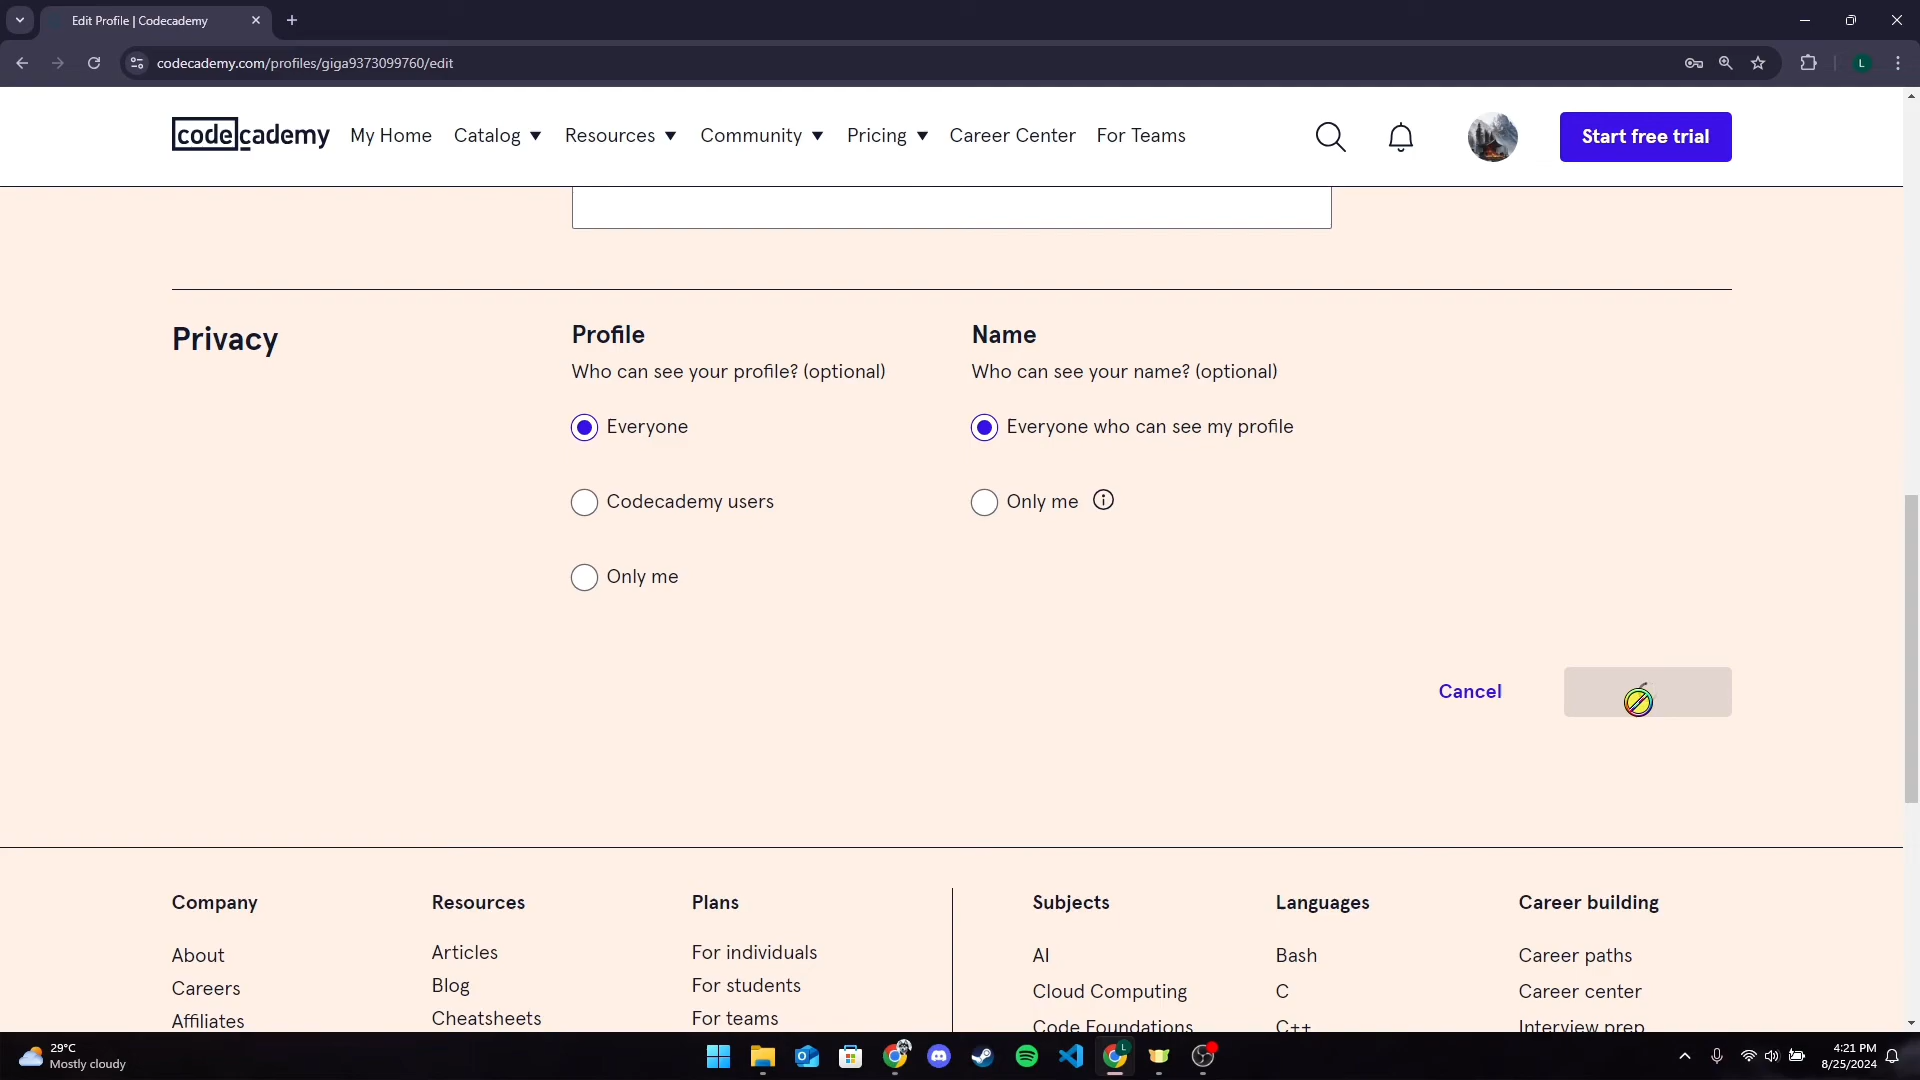 Edit Profile | Codecademy
codecademy.com/profiles/giga9373099760/edit
L
codecademy
My Home
Catalog
Resources
Community
Pricing
Career Center
For Teams
Start free trial
Privacy
Profile
Who can see your profile? (optional)
Everyone
Codecademy users
Only me
Name
Who can see your name? (optional)
Everyone who can see my profile
Only me
Cancel
Company
About
Careers
Affiliates
Resources
Articles
Blog
Cheatsheets
Plans
For individuals
For students
For teams
Subjects
AI
Cloud Computing
Code Foundations
Languages
Bash
C
C++
Career building
Career paths
Career center
Interview prep
29°C
Mostly cloudy
4:21 PM
8/25/2024